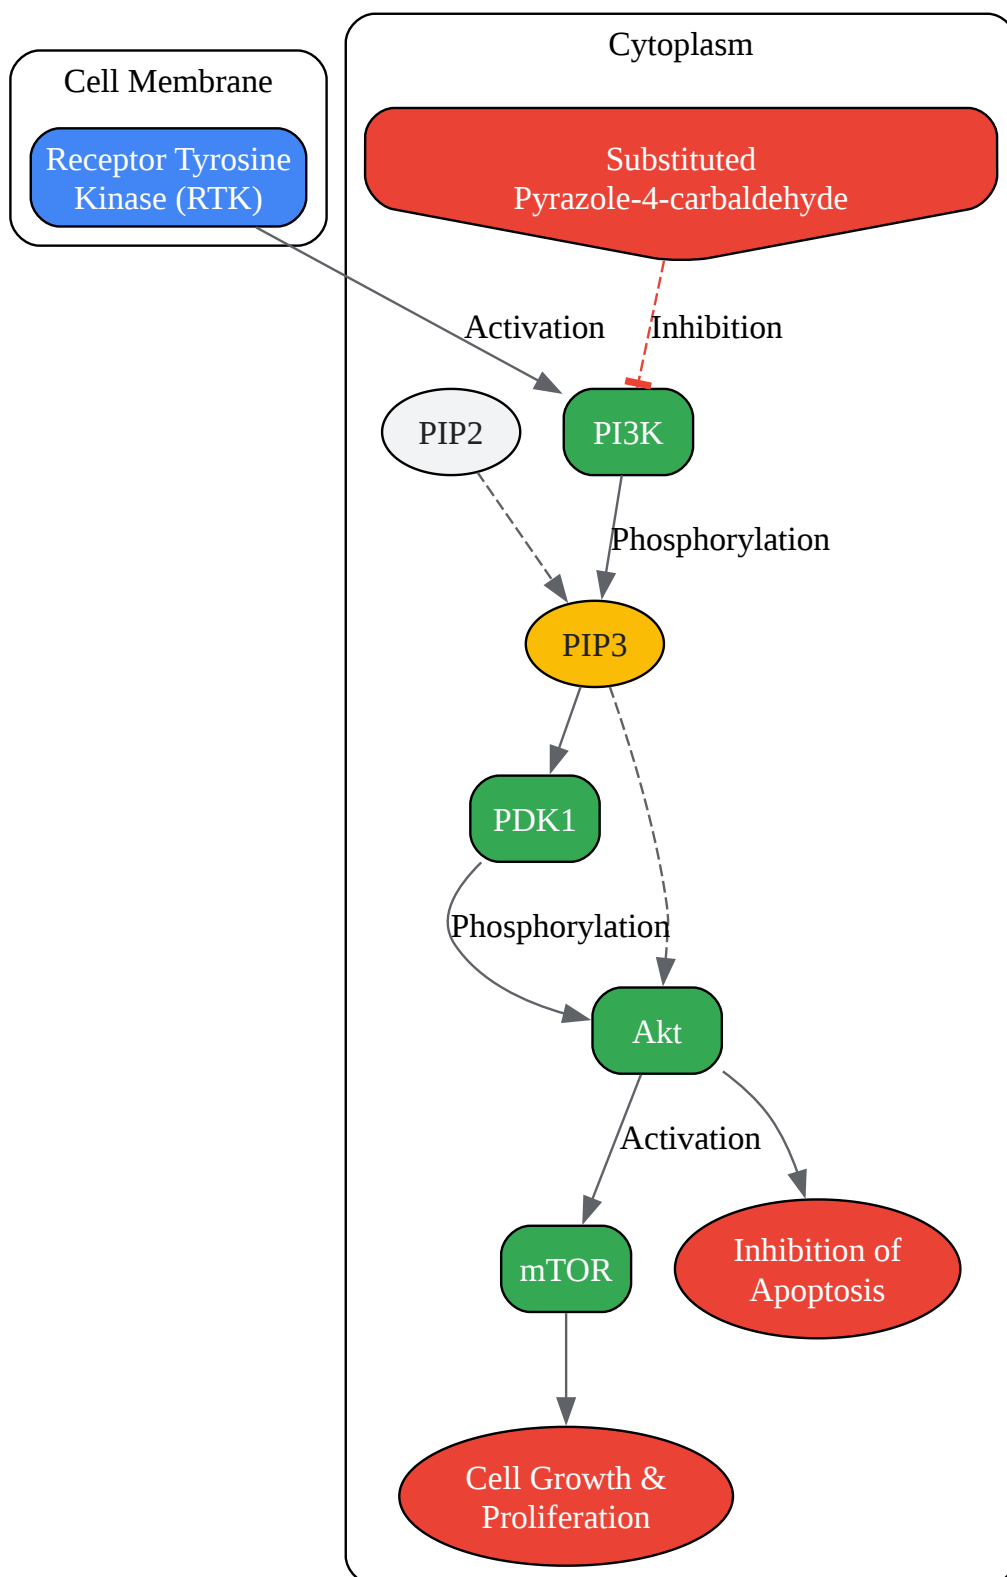 Cytoplasm
Cell Membrane
Receptor Tyrosine
Kinase (RTK)
Substituted
Pyrazole-4-carbaldehyde
Activation
Inhibition
PIP2
PI3K
Phosphorylation
PIP3
PDK1
Phosphorylation
Akt
Activation
mTOR
Inhibition of
Apoptosis
Cell Growth &
Proliferation